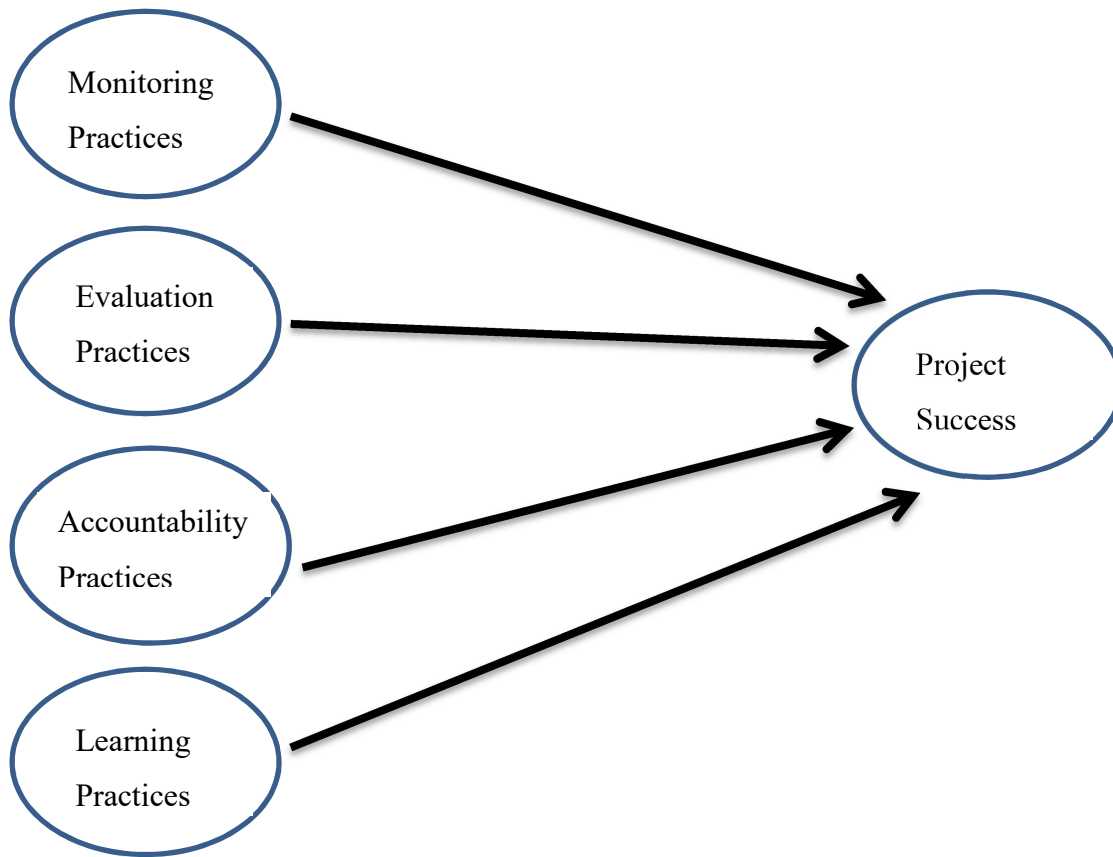 Monitoring
Practices
Evaluation
Practices
Project
Success
Accountability
Practices
Learning
Practices